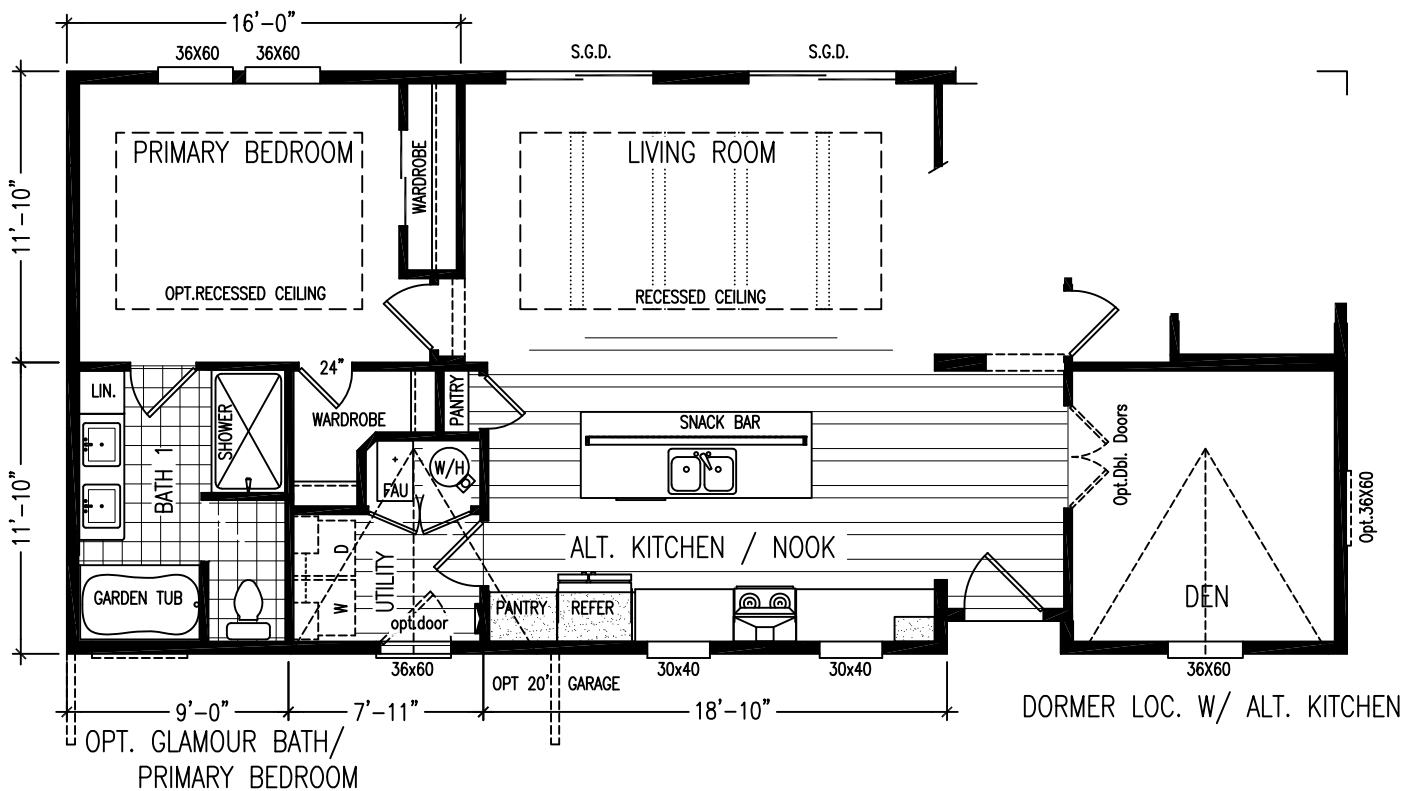 16'-0"
36X60
36X60
S.G.D.
S.G.D.
11'-10"
PRIMARY BEDROOM
WARDROBE
LIVING ROOM
OPT.RECESSED CEILING
RECESSED CEILING
11'-10"
LIN.
SHOWER
24"
WARDROBE
PANTRY
SNACK BAR
Opt.Dbl. Doors
Opt.36X60
BATH 1
FAU
W/H
D
W
UTILITY
ALT. KITCHEN / NOOK
GARDEN TUB
opt.door
PANTRY
REFER
DEN
36x60
30x40
30x40
36X60
OPT 20' GARAGE
9'-0"
7'-11"
18'-10"
DORMER LOC. W/ ALT. KITCHEN
OPT. GLAMOUR BATH/
PRIMARY BEDROOM